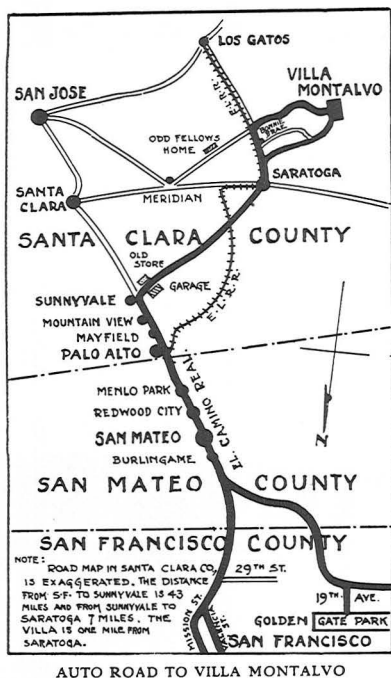 LOS GATOS
E.L.R.R.
VILLA
MONTALVO
SAN JOSE
BONNIE
BRAE
ODD FELLOWS
HOME
SARATOGA
SANTA
CLARA
MERIDIAN
SANTA CLARA COUNTY
OLD
STORE
GARAGE
SUNNYVALE
E.L.R.R.
MOUNTAIN VIEW
MAYFIELD
PALO ALTO
MENLO PARK
EL CAMINO REAL
REDWOOD CITY
SAN MATEO
N
BURLINGAME
SAN MATEO COUNTY
SAN FRANCISCO COUNTY
NOTE:
ROAD MAP IN SANTA CLARA CO,
IS EXAGGERATED. THE DISTANCE
FROM S-F. TO SUNNYVALE IS 43
MILES AND FROM SUNNYVALE TO
SARATOGA 7 MILES. THE
VILLA IS ONE MILE FROM
SARATOGA.
29TH ST.
MISSION ST.
VALENCIA ST.
19TH. AVE.
GOLDEN GATE PARK
SAN FRANCISCO
AUTO ROAD TO VILLA MONTALVO